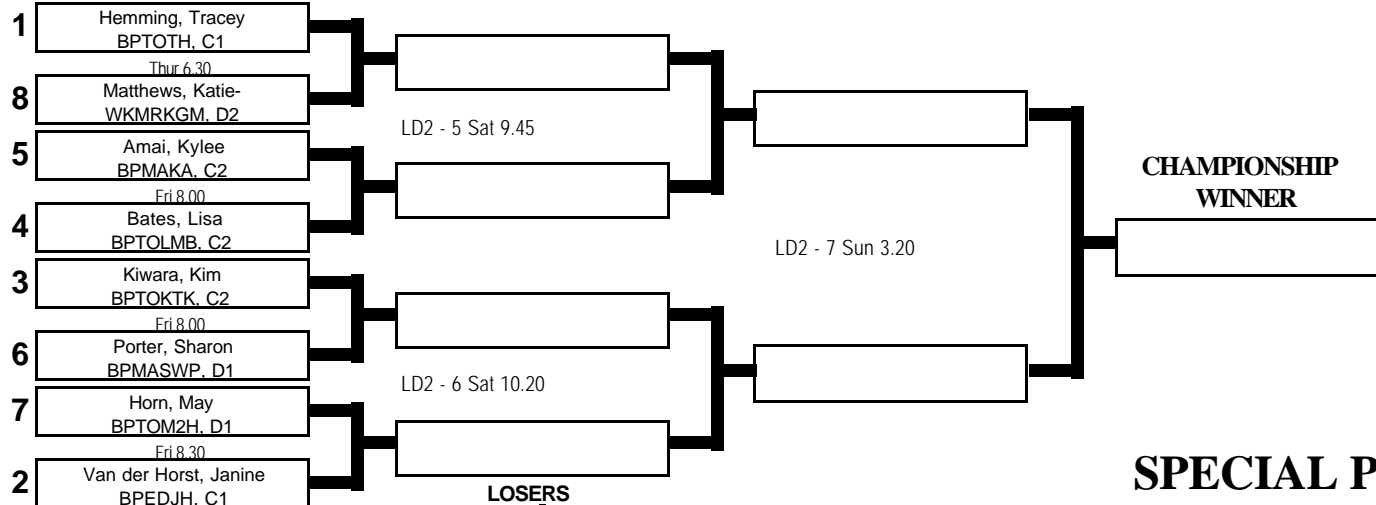 1
Hemming, Tracey
BPTOTH, C1
Thur 6.30
8
Matthews, Katie-
WKMRKGM, D2
LD2 - 5 Sat 9.45
5
Amai, Kylee
BPMAKA, C2
Fri 8.00
4
Bates, Lisa
BPTOLMB, C2
CHAMPIONSHIP
WINNER
LD2 - 7 Sun 3.20
3
Kiwara, Kim
BPTOKTK, C2
Fri 8.00
6
Porter, Sharon
BPMASWP, D1
LD2 - 6 Sat 10.20
7
Horn, May
BPTOM2H, D1
Fri 8.30
2
Van der Horst, Janine
BPEDJH, C1
LOSERS
SPECIAL P